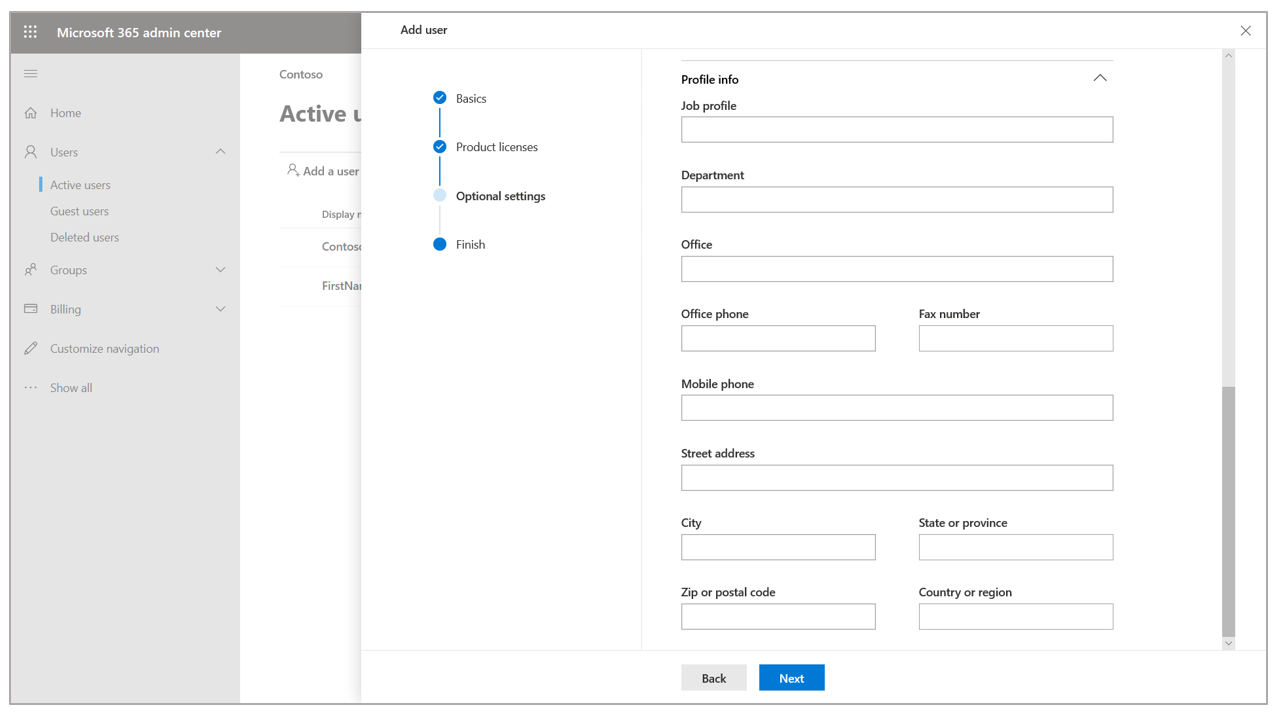 Microsoft 365 admin center
Home
Users
Active users
Guest users
Deleted users
Groups
Billing
Customize navigation
Show all
Contoso
Active u
Add a user
Display n
Contoso
FirstNa
Add user
Basics
Product licenses
Optional settings
Finish
Profile info
Job profile
Department
Office
Office phone Fax number
Mobile phone
Street address
City State or province
Zip or postal code Country or region
Back Next